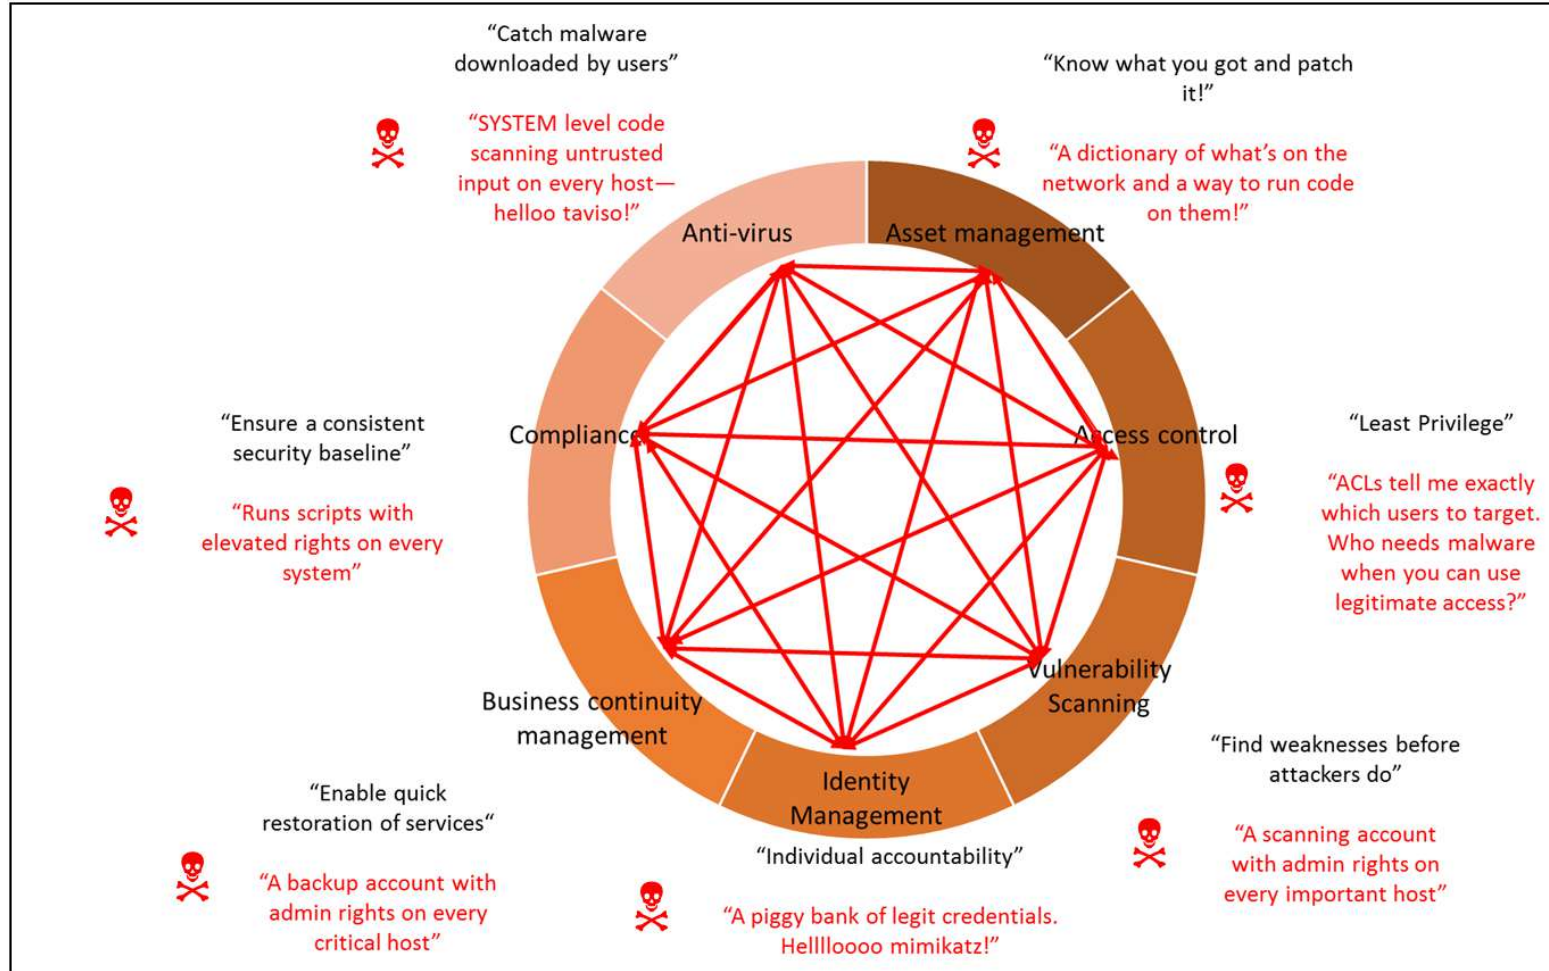 “Catch malware
downloaded by users”
“SYSTEM level code
scanning untrusted
input on every host—
helloo taviso!”
Anti-virus
“Know what you got and patch
it!”
“A dictionary of what’s on the
network and a way to run code
on them!”
Asset management
“Ensure a consistent
security baseline”
“Runs scripts with
elevated rights on every
system”
Compliance
Access control
“Least Privilege”
“ACLs tell me exactly
which users to target.
Who needs malware
when you can use
legitimate access?”
Business continuity
management
“Enable quick
restoration of services“
“A backup account with
admin rights on every
critical host”
Identity
Management
“Individual accountability”
“A piggy bank of legit credentials.
Helllloooo mimikatz!”
Vulnerability
Scanning
“Find weaknesses before
attackers do”
“A scanning account
with admin rights on
every important host”